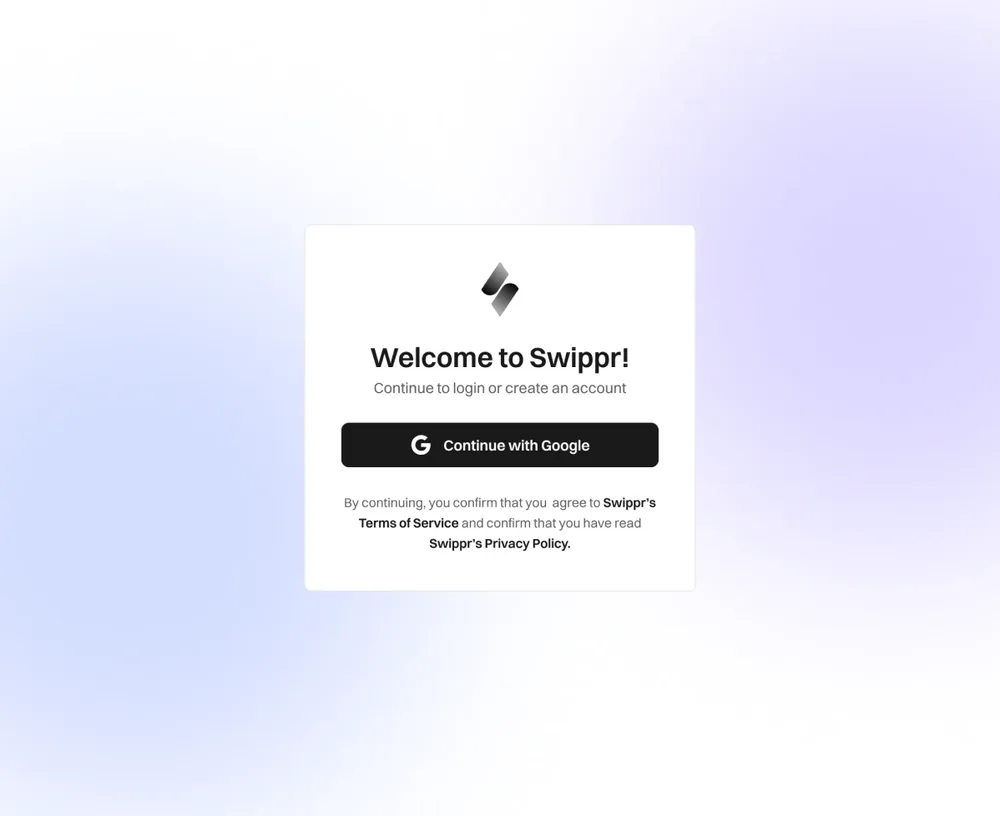 Welcome to Swippr!
Continue to login or create an account
Continue with Google
By continuing, you confirm that you  agree to Swippr’s
Terms of Service and confirm that you have read
Swippr’s Privacy Policy.